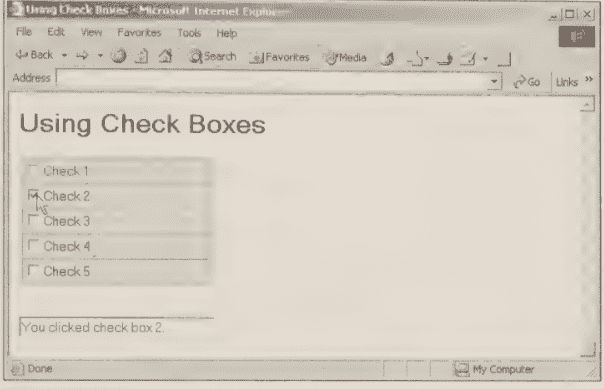 Using Check Boxes - Microsoft Internet Explorer
File Edit View Favorites Tools Help
Back Search Favorites Media
Address Go Links »
Using Check Boxes
Check 1
Check 2
Check 3
Check 4
Check 5
You clicked check box 2.
Done My Computer